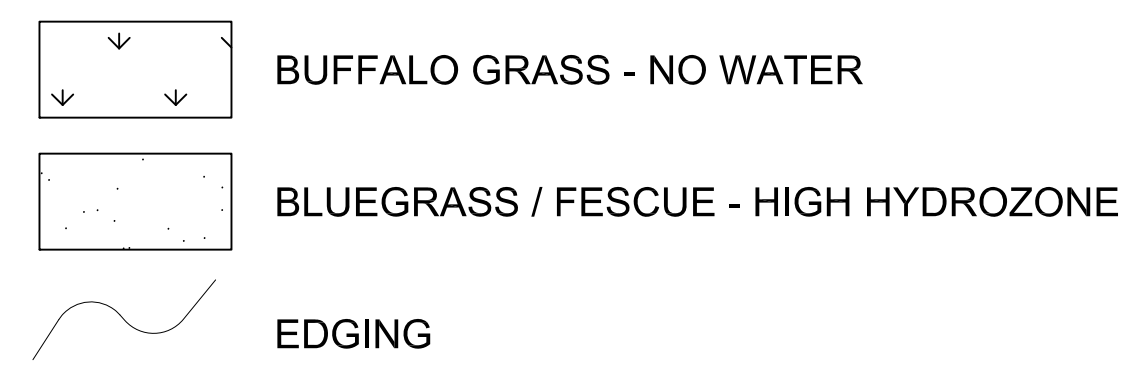 BUFFALO GRASS - NO WATER
BLUEGRASS / FESCUE - HIGH HYDROZONE
EDGING